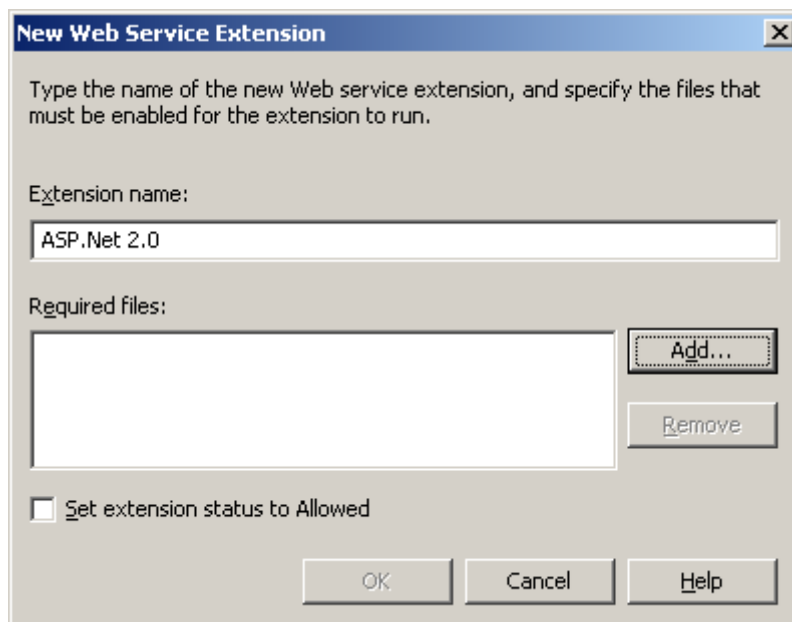 New Web Service Extension
Type the name of the new Web service extension, and specify the files that
must be enabled for the extension to run.
Extension name:
ASP.Net 2.0
Required files:
Add...
Remove
Set extension status to Allowed
OK
Cancel
Help